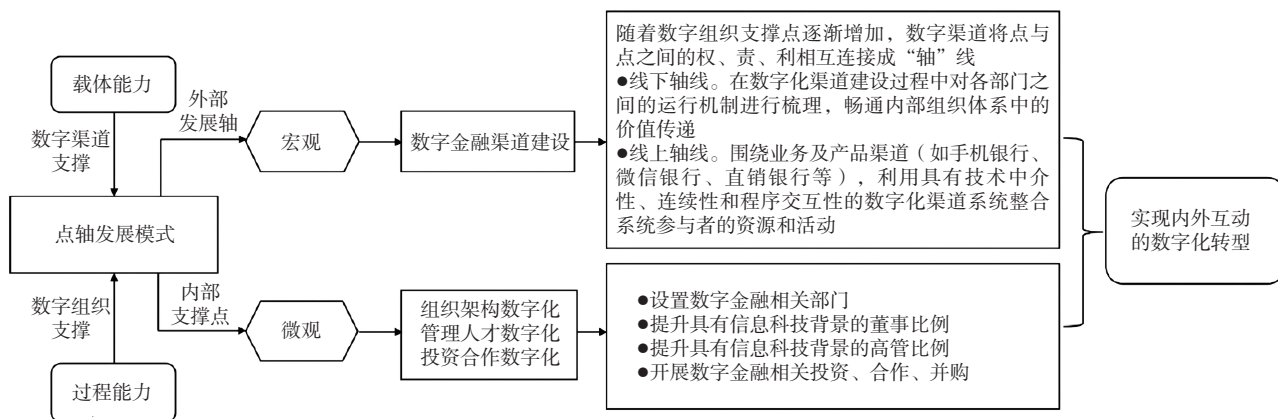 载体能力
数字渠道
支撑
点轴发展模式
数字组织
支撑
过程能力
外部
发展轴
宏观
数字金融渠道建设
随着数字组织支撑点逐渐增加，数字渠道将点与
点之间的权、责、利相互连接成“轴”线
●线下轴线。在数字化渠道建设过程中对各部门之
间的运行机制进行梳理，畅通内部组织体系中的
价值传递
●线上轴线。围绕业务及产品渠道（如手机银行、
微信银行、直销银行等），利用具有技术中介
性、连续性和程序交互性的数字化渠道系统整合
系统参与者的资源和活动
内部
支撑点
微观
组织架构数字化
管理人才数字化
投资合作数字化
●设置数字金融相关部门
●提升具有信息科技背景的董事比例
●提升具有信息科技背景的高管比例
●开展数字金融相关投资、合作、并购
实现内外互动
的数字化转型